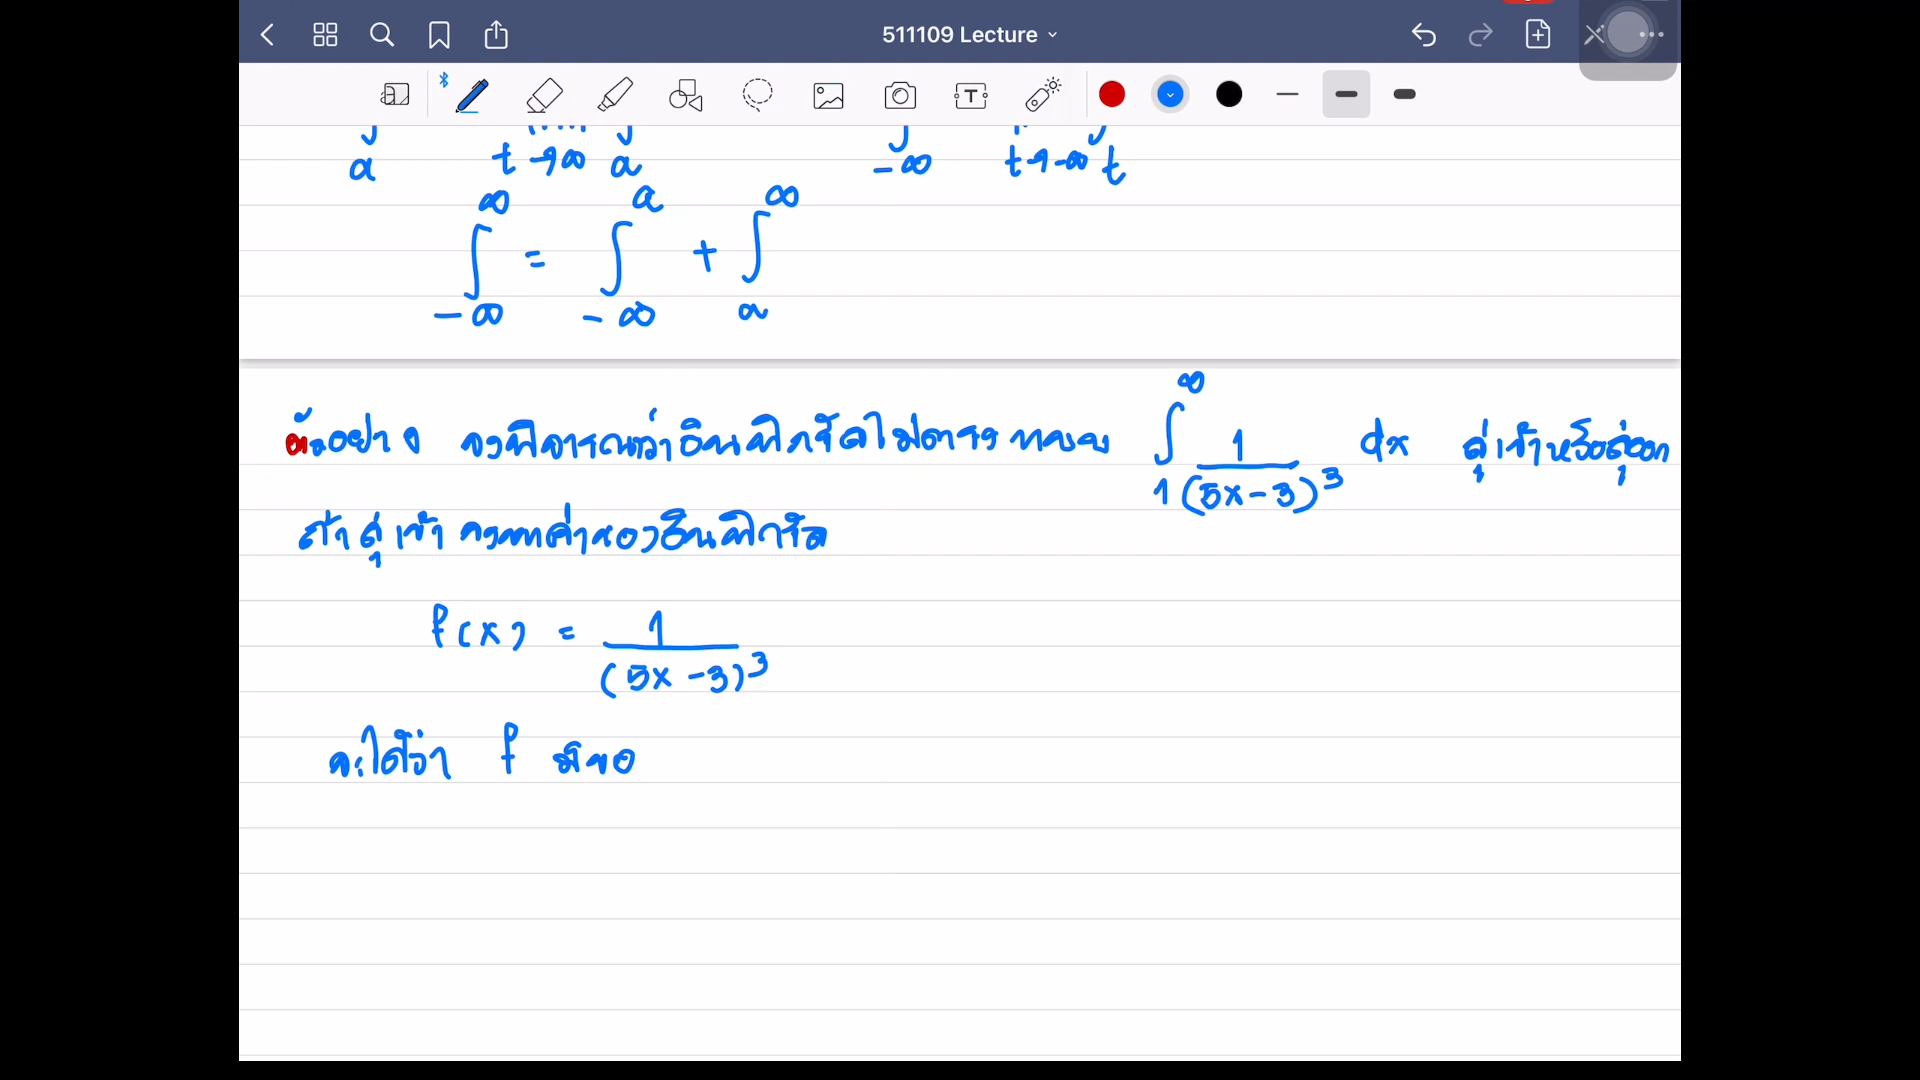 511109 Lecture
a t→∞ a -∞ t→-∞ t
∫_{-∞}^{∞} = ∫_{-∞}^{a} + ∫_{a}^{∞}
ตัวอย่าง จงพิจารณาว่าอินทิกรัลไม่ตรงแบบ ∫_{1}^{∞} 1/(5x-3)^3 dx ลู่เข้าหรือลู่ออก
ถ้าลู่เข้า จงหาค่าของอินทิกรัล
f(x) = 1/(5x-3)^3
จะได้ว่า f มี